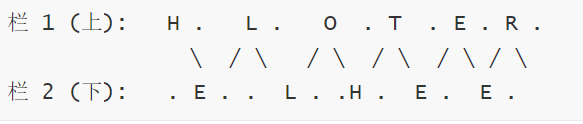 栏 1 (上): H . L . O . T . E . R .
\ / \ / \ / \ / \ / \
栏 2 (下): . E . . L . .H . E . E .